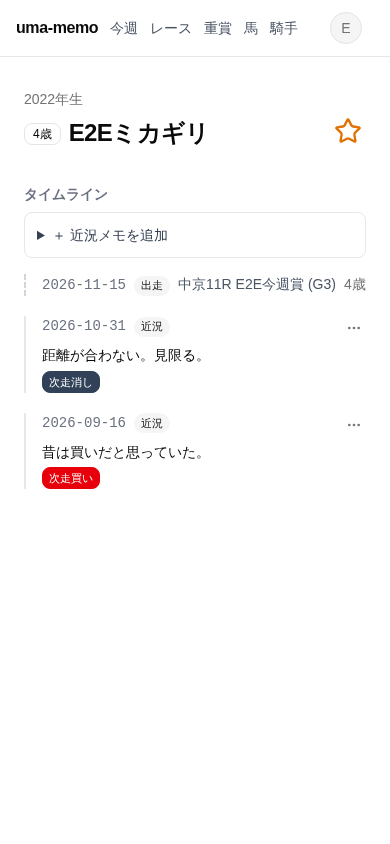 uma-memo 今週 レース 重賞 馬 騎手 E
2022年生
4歳 E2Eミカギリ
タイムライン
▶ ＋ 近況メモを追加
2026-11-15 出走 中京11R E2E今週賞 (G3) 4歳
2026-10-31 近況 …
距離が合わない。見限る。
次走消し
2026-09-16 近況 …
昔は買いだと思っていた。
次走買い